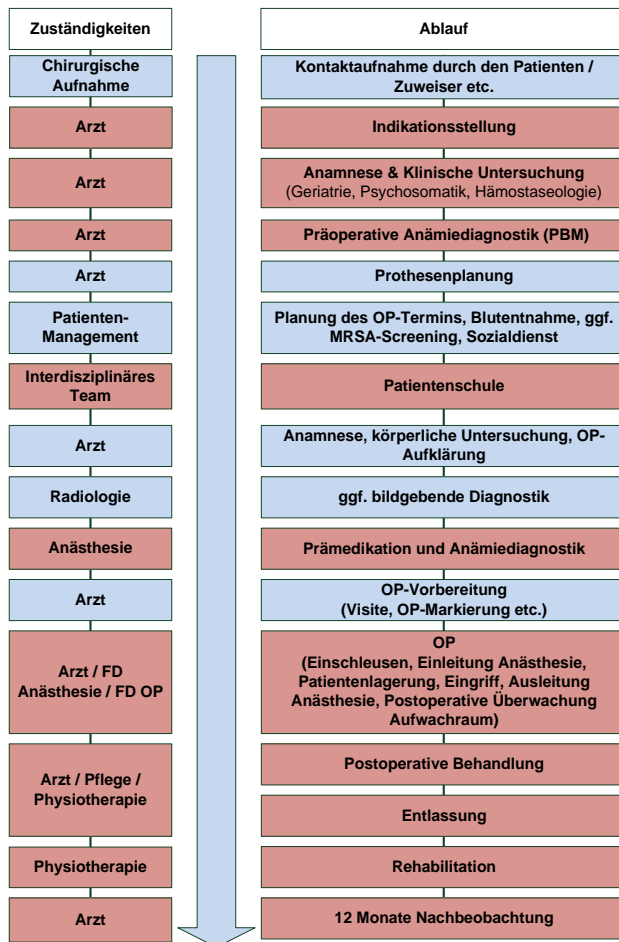 Zuständigkeiten
Ablauf
Chirurgische
Aufnahme
Kontaktaufnahme durch den Patienten /
Zuweiser etc.
Arzt
Indikationsstellung
Arzt
Anamnese & Klinische Untersuchung
(Geriatrie, Psychosomatik, Hämostaseologie)
Arzt
Präoperative Anämiediagnostik (PBM)
Arzt
Prothesenplanung
Patienten-
Management
Planung des OP-Termins, Blutentnahme, ggf.
MRSA-Screening, Sozialdienst
Interdisziplinäres
Team
Patientenschule
Arzt
Anamnese, körperliche Untersuchung, OP-
Aufklärung
Radiologie
ggf. bildgebende Diagnostik
Anästhesie
Prämedikation und Anämiediagnostik
Arzt
OP-Vorbereitung
(Visite, OP-Markierung etc.)
Arzt / FD
Anästhesie / FD OP
OP
(Einschleusen, Einleitung Anästhesie,
Patientenlagerung, Eingriff, Ausleitung
Anästhesie, Postoperative Überwachung
Aufwachraum)
Arzt / Pflege /
Physiotherapie
Postoperative Behandlung
Entlassung
Physiotherapie
Rehabilitation
Arzt
12 Monate Nachbeobachtung